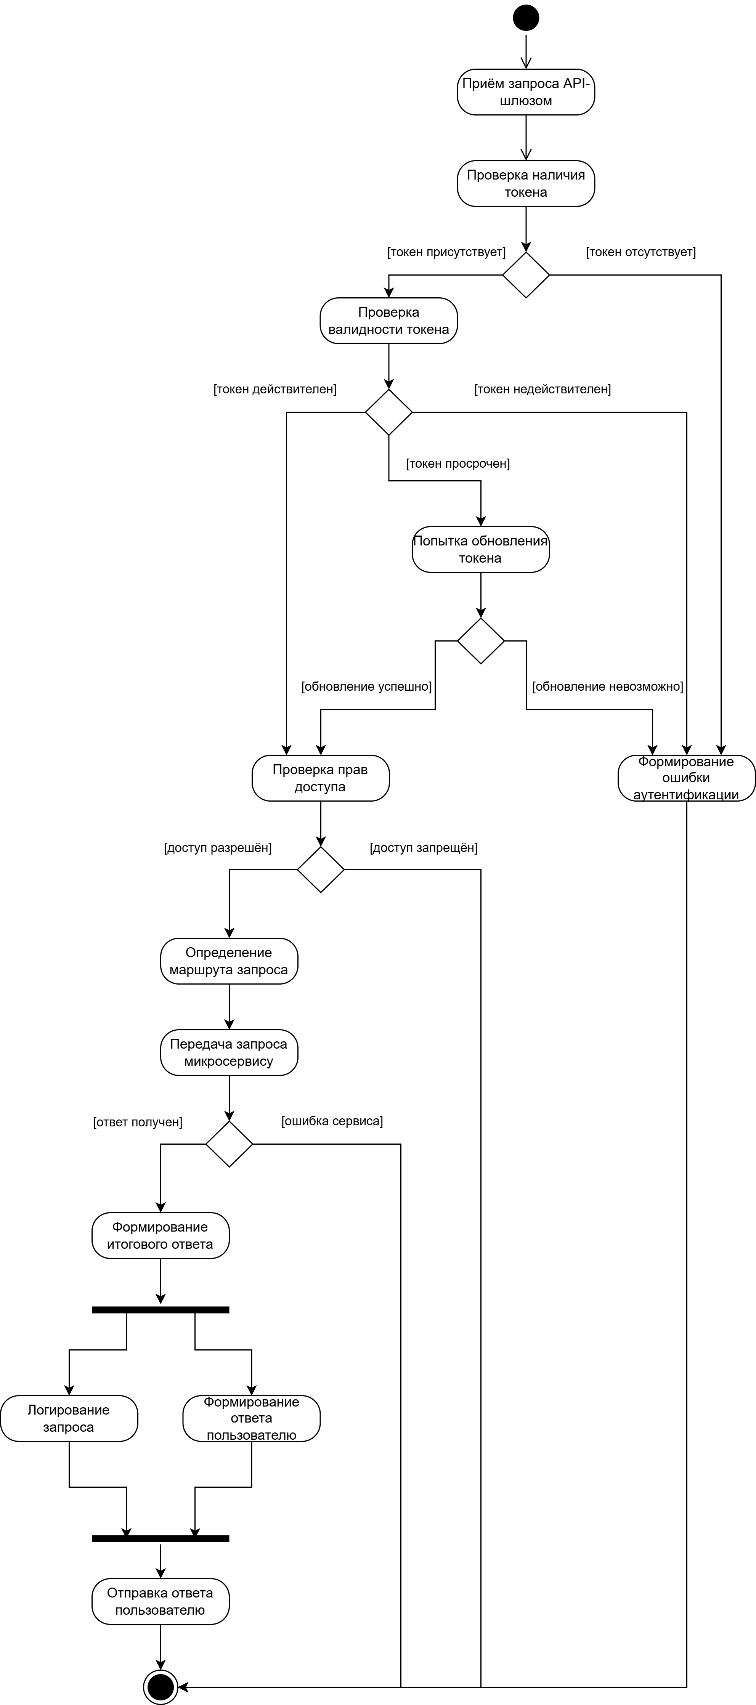 Приём запроса API-
шлюзом
Проверка наличия
токена
[токен присутствует]
[токен отсутствует]
Проверка
валидности токена
[токен действителен]
[токен недействителен]
[токен просрочен]
Попытка обновления
токена
[обновление успешно]
[обновление невозможно]
Проверка прав
доступа
Формирование
ошибки
аутентификации
[доступ разрешён]
[доступ запрещён]
Определение
маршрута запроса
Передача запроса
микросервису
[ответ получен]
[ошибка сервиса]
Формирование
итогового ответа
Логирование
запроса
Формирование
ответа
пользователю
Отправка ответа
пользователю